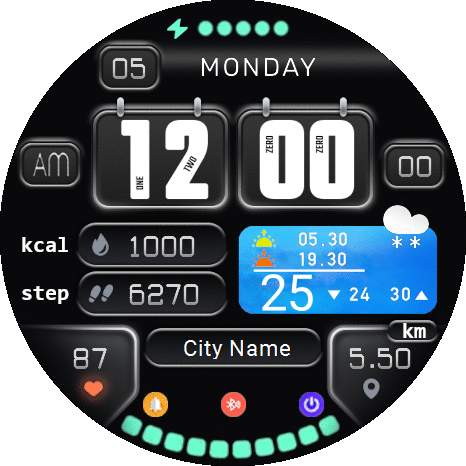 05 MONDAY
AM 12 00 00
ONE TWO ZERO ZERO
kcal 1000
step 6270
05.30
19.30
25 24 30
km
87 City Name 5.50